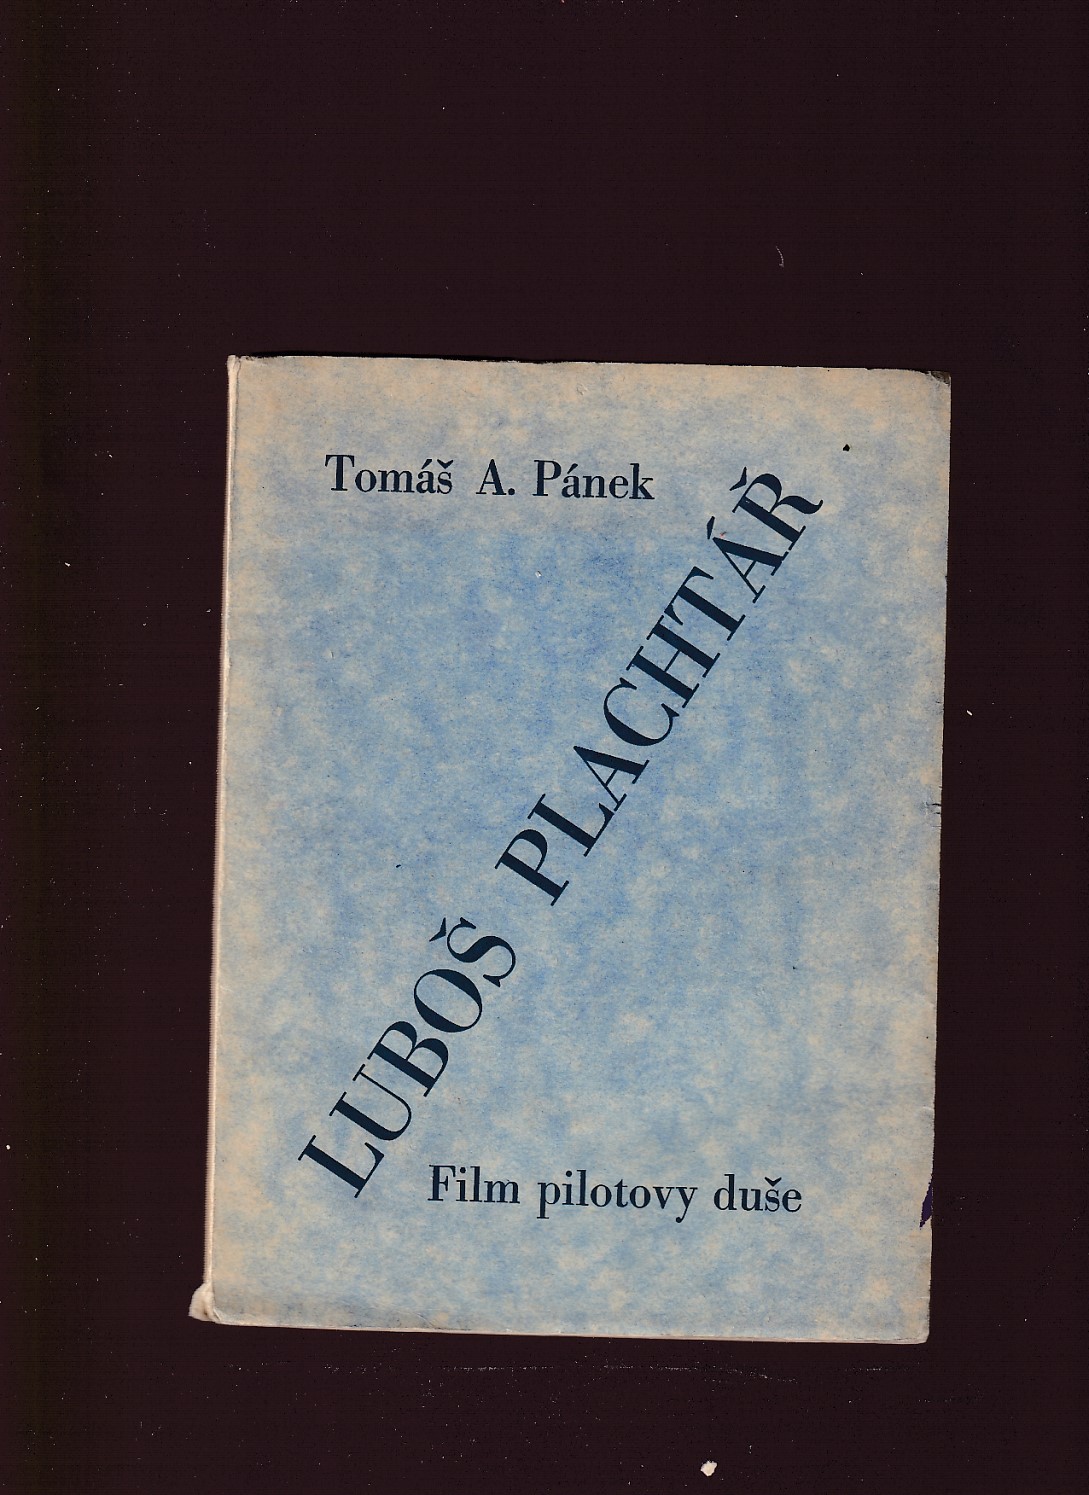 Tomáš A. Pánek
LUBOŠ PLACHTÁŘ
Film pilotovy duše